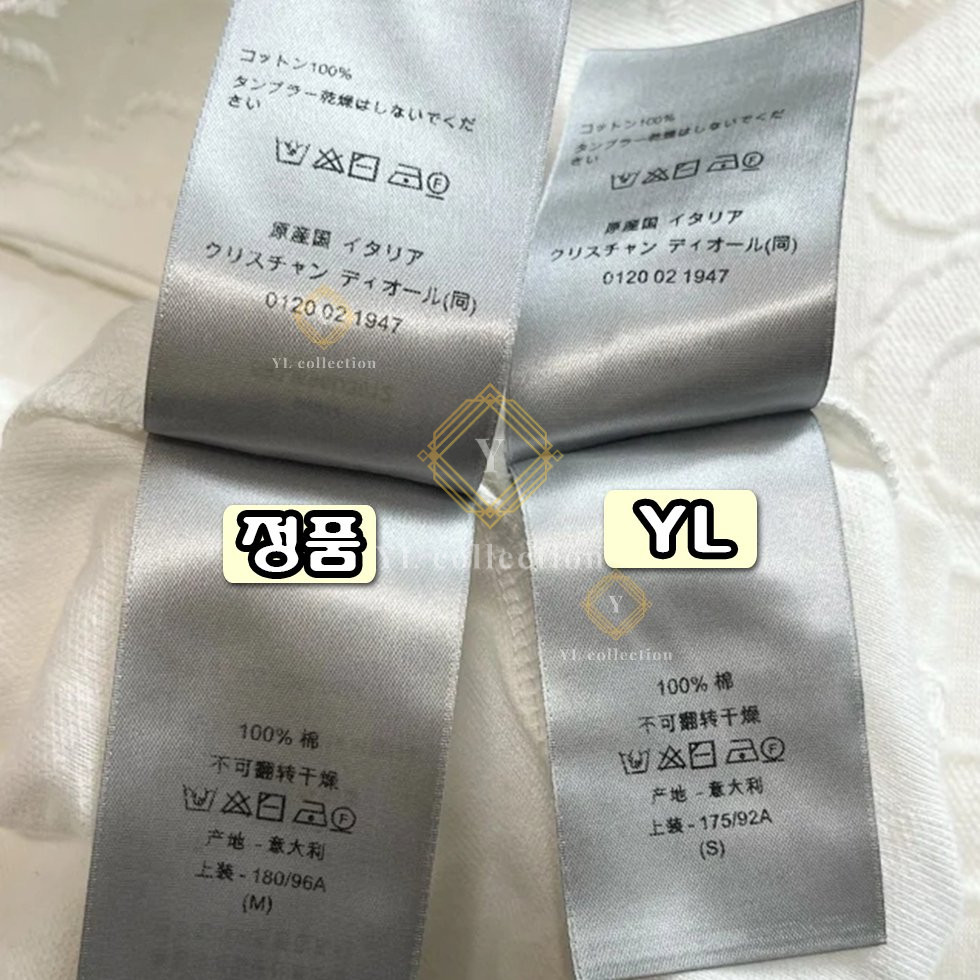 コットン100%
タンブラー乾燥はしないでくだ
さい
原産国 イタリア
クリスチャン ディオール(同)
0120 02 1947
YL collection
コットン100%
タンブラー乾燥はしないでくだ
さい
原産国 イタリア
クリスチャン ディオール(同)
0120 02 1947
Y
YL collection
정품
YL
Y
YL collection
100% 棉
不可翻转干燥
产地 - 意大利
上装 - 180/96A
(M)
100% 棉
不可翻转干燥
产地 - 意大利
上装 - 175/92A
(S)